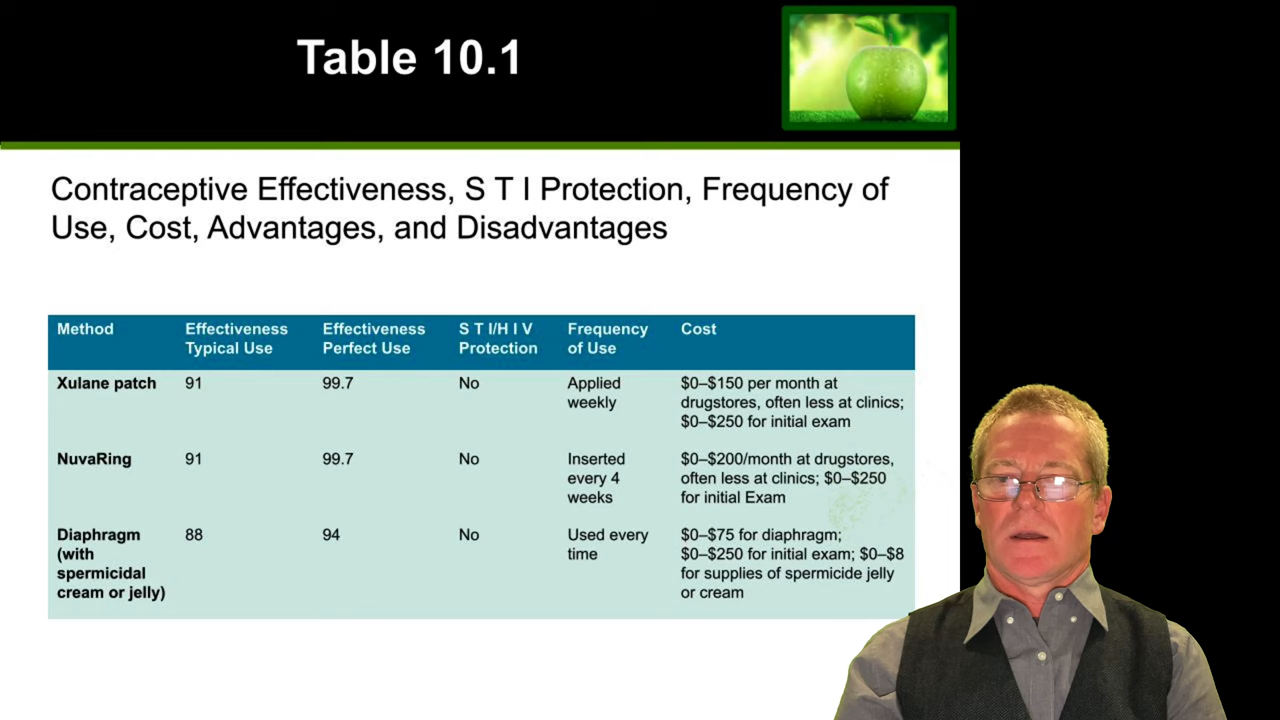 Table 10.1
Contraceptive Effectiveness, S T I Protection, Frequency of
Use, Cost, Advantages, and Disadvantages
Method Effectiveness Typical Use Effectiveness Perfect Use S T I/H I V Protection Frequency of Use Cost
Xulane patch 91 99.7 No Applied weekly $0–$150 per month at drugstores, often less at clinics; $0–$250 for initial exam
NuvaRing 91 99.7 No Inserted every 4 weeks $0–$200/month at drugstores, often less at clinics; $0–$250 for initial Exam
Diaphragm (with spermicidal cream or jelly) 88 94 No Used every time $0–$75 for diaphragm; $0–$250 for initial exam; $0–$8 for supplies of spermicide jelly or cream